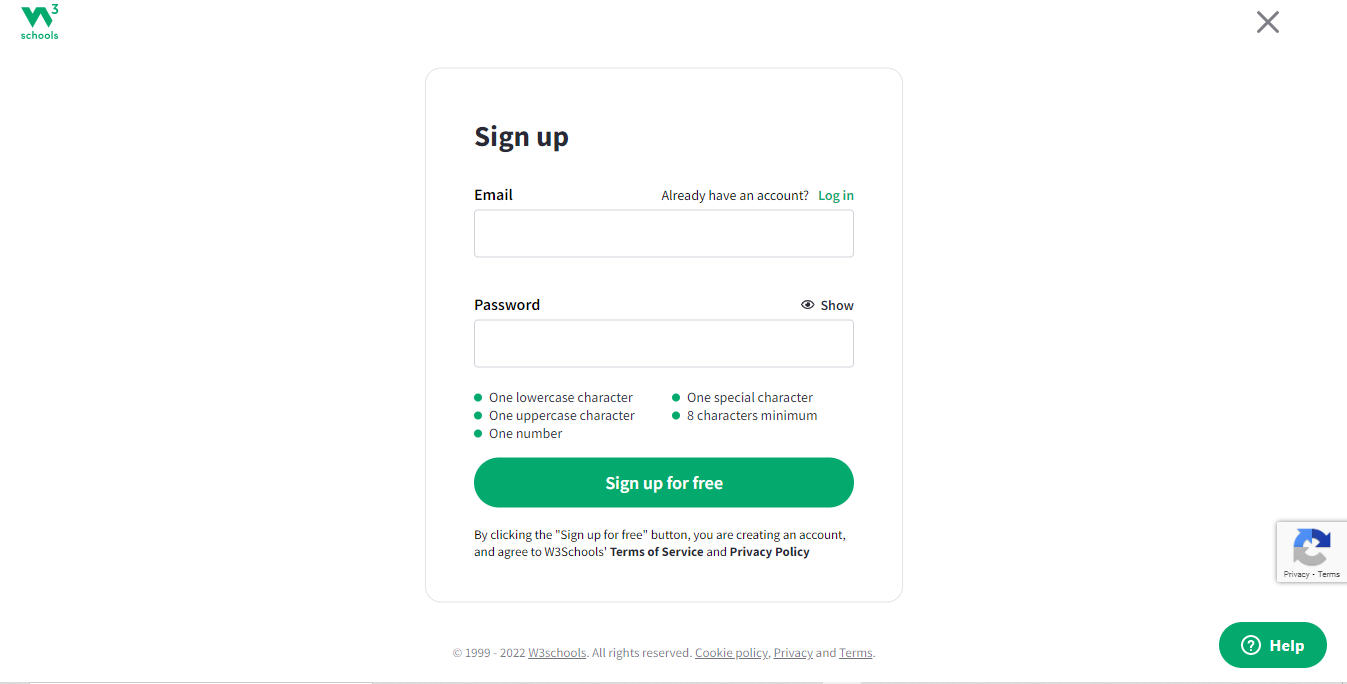 W3
schools
Sign up
Email
Already have an account? Log in
Password
Show
One lowercase character
One special character
One uppercase character
8 characters minimum
One number
Sign up for free
By clicking the "Sign up for free" button, you are creating an account,
and agree to W3Schools' Terms of Service and Privacy Policy
Privacy - Terms
Help
© 1999 - 2022 W3schools. All rights reserved. Cookie policy, Privacy and Terms.